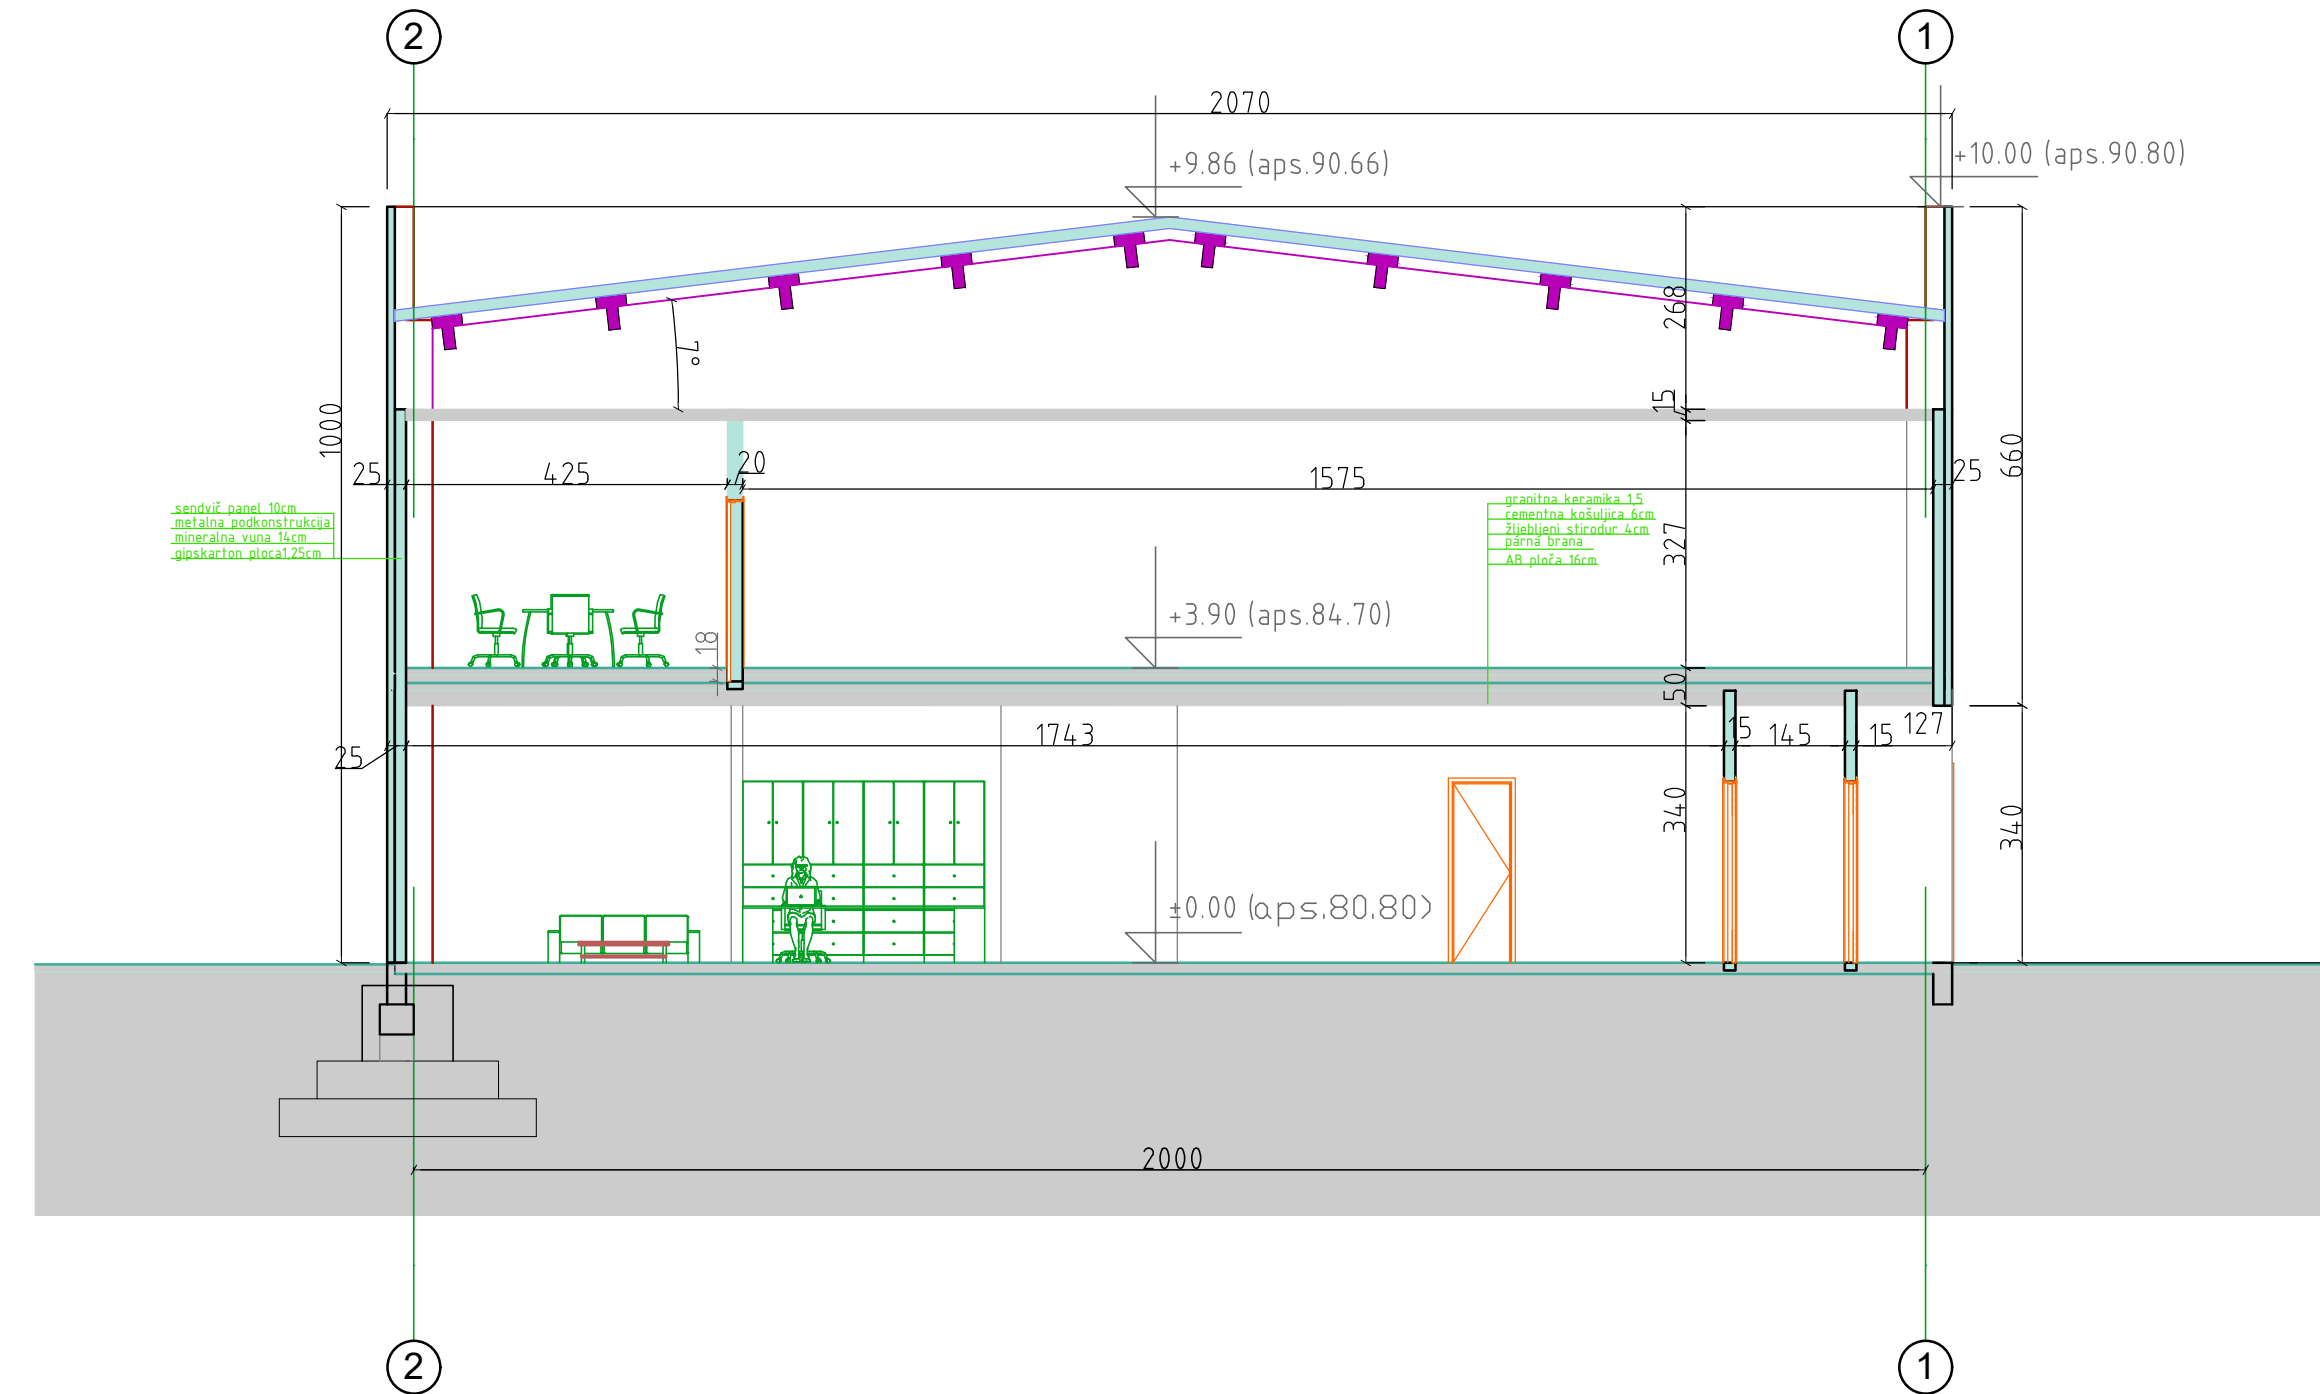 2
1
2070
+9.86 (aps.90.66)
+10.00 (aps.90.80)
268
7°
15
1000
660
25
425
20
1575
25
sendvič panel 10cm
metalna podkonstrukcija
mineralna vuna 14cm
gipskarton ploca1,25cm
granitna keramika 1,5
cementna košuljica 6cm
žljebljeni stirodur 4cm
parna brana
AB ploča 16cm
327
+3.90 (aps.84.70)
18
50
25
1743
15
145
15
127
340
340
±0.00 (aps.80.80)
2000
2
1